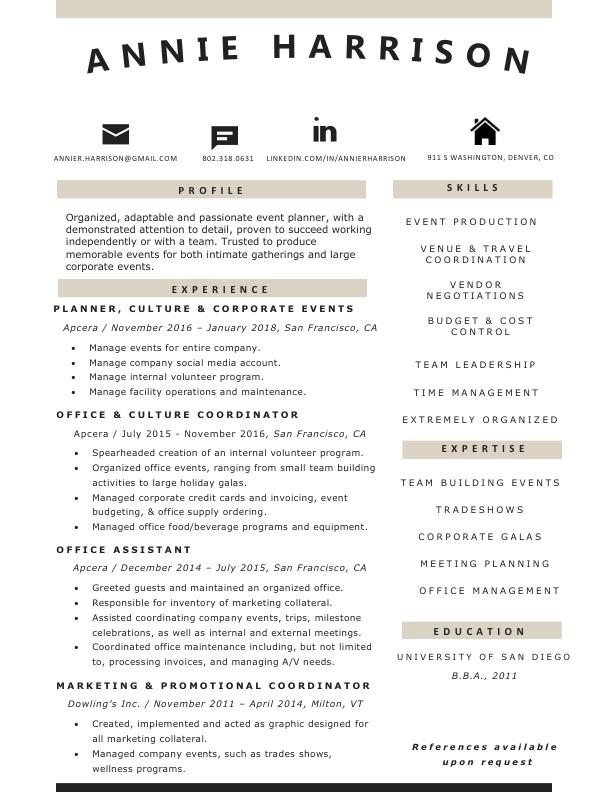 ANNIE HARRISON
ANNIER.HARRISON@GMAIL.COM
802.318.0631
LINKEDIN.COM/IN/ANNIERHARRISON
911 S WASHINGTON, DENVER, CO
PROFILE
Organized, adaptable and passionate event planner, with a
demonstrated attention to detail, proven to succeed working
independently or with a team. Trusted to produce
memorable events for both intimate gatherings and large
corporate events.
EXPERIENCE
PLANNER, CULTURE & CORPORATE EVENTS
Apcera / November 2016 – January 2018, San Francisco, CA
• Manage events for entire company.
• Manage company social media account.
• Manage internal volunteer program.
• Manage facility operations and maintenance.
OFFICE & CULTURE COORDINATOR
Apcera / July 2015 - November 2016, San Francisco, CA
• Spearheaded creation of an internal volunteer program.
• Organized office events, ranging from small team building
activities to large holiday galas.
• Managed corporate credit cards and invoicing, event
budgeting, & office supply ordering.
• Managed office food/beverage programs and equipment.
OFFICE ASSISTANT
Apcera / December 2014 – July 2015, San Francisco, CA
• Greeted guests and maintained an organized office.
• Responsible for inventory of marketing collateral.
• Assisted coordinating company events, trips, milestone
celebrations, as well as internal and external meetings.
• Coordinated office maintenance including, but not limited
to, processing invoices, and managing A/V needs.
MARKETING & PROMOTIONAL COORDINATOR
Dowling's Inc. / November 2011 – April 2014, Milton, VT
• Created, implemented and acted as graphic designed for
all marketing collateral.
• Managed company events, such as trades shows,
wellness programs.
SKILLS
EVENT PRODUCTION
VENUE & TRAVEL
COORDINATION
VENDOR
NEGOTIATIONS
BUDGET & COST
CONTROL
TEAM LEADERSHIP
TIME MANAGEMENT
EXTREMELY ORGANIZED
EXPERTISE
TEAM BUILDING EVENTS
TRADESHOWS
CORPORATE GALAS
MEETING PLANNING
OFFICE MANAGEMENT
EDUCATION
UNIVERSITY OF SAN DIEGO
B.B.A., 2011
References available
upon request